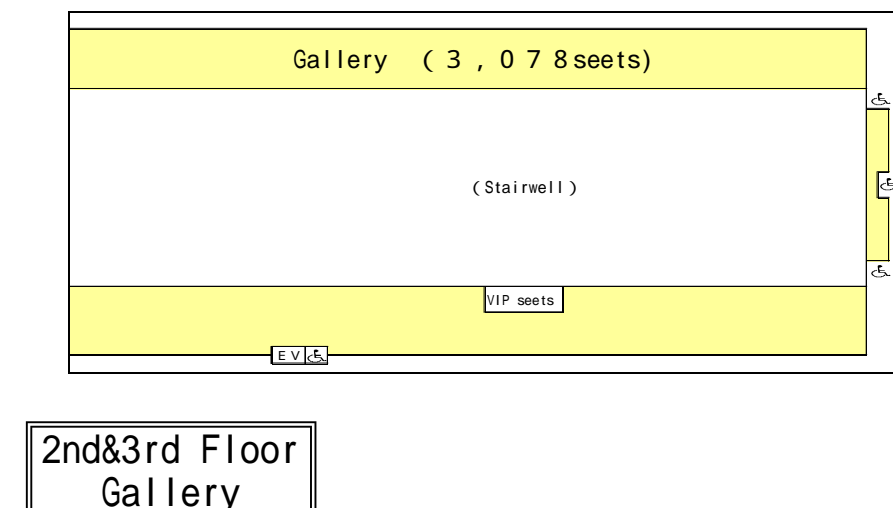 Gallery （３,０７８seets)
（Stairwell）
VIP seets
ＥＶ
2nd&3rd Floor
Gallery